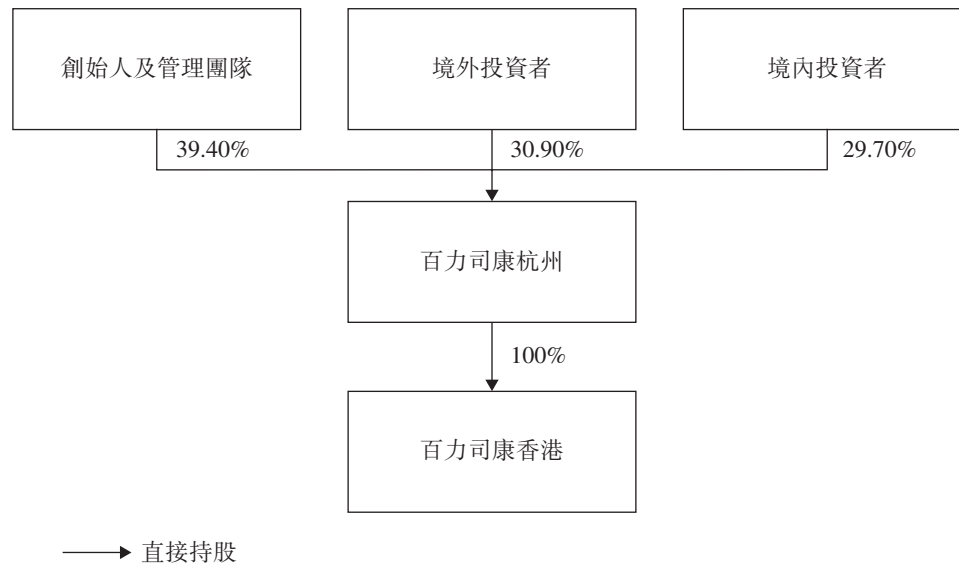 創始人及管理團隊
境外投資者
境內投資者
39.40%
30.90%
29.70%
百力司康杭州
100%
百力司康香港
直接持股